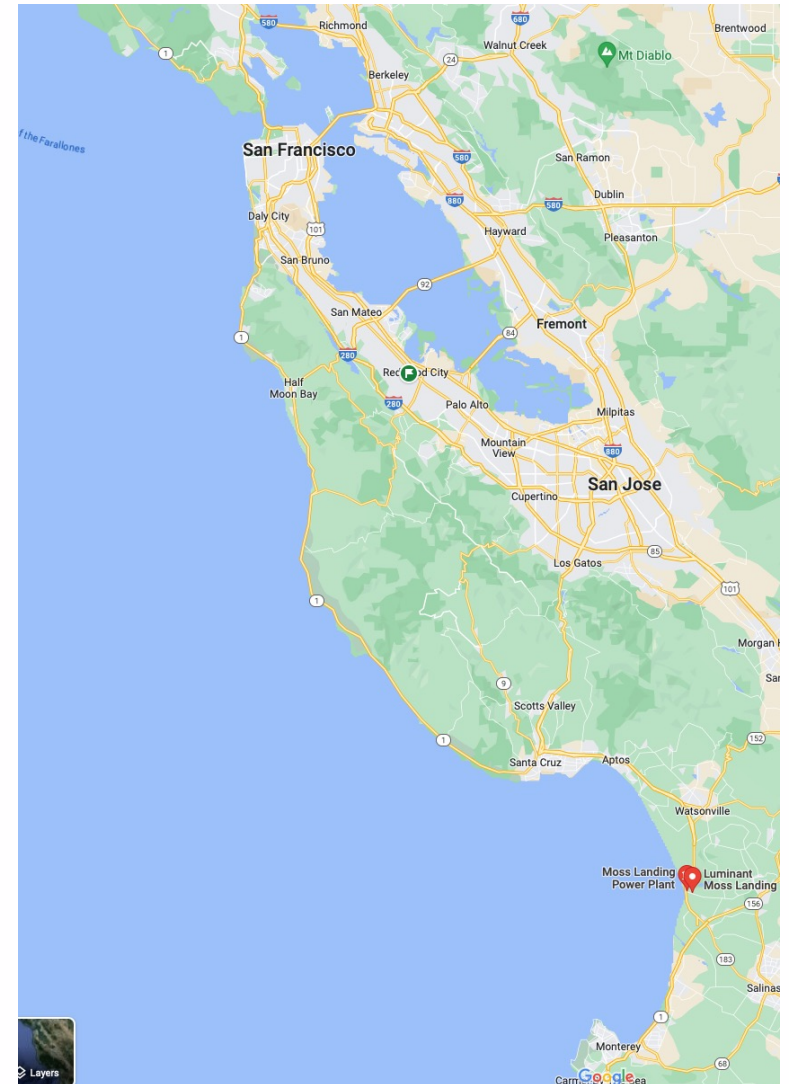 580
Richmond
680
Brentwood
Walnut Creek
1
24
Mt Diablo
Berkeley
of the Farallones
San Francisco
580
San Ramon
880
580
Dublin
Daly City
101
Hayward
Pleasanton
San Bruno
92
San Mateo
Fremont
84
1
280
Half
Moon Bay
280
Palo Alto
Milpitas
Mountain
View
880
San Jose
Cupertino
85
Los Gatos
101
1
Morgan
9
Scotts Valley
1
152
Santa Cruz
Aptos
Watsonville
Moss Landing
Power Plant
Luminant
Moss Landing
156
183
Salinas
1
Monterey
68
Layers
Google